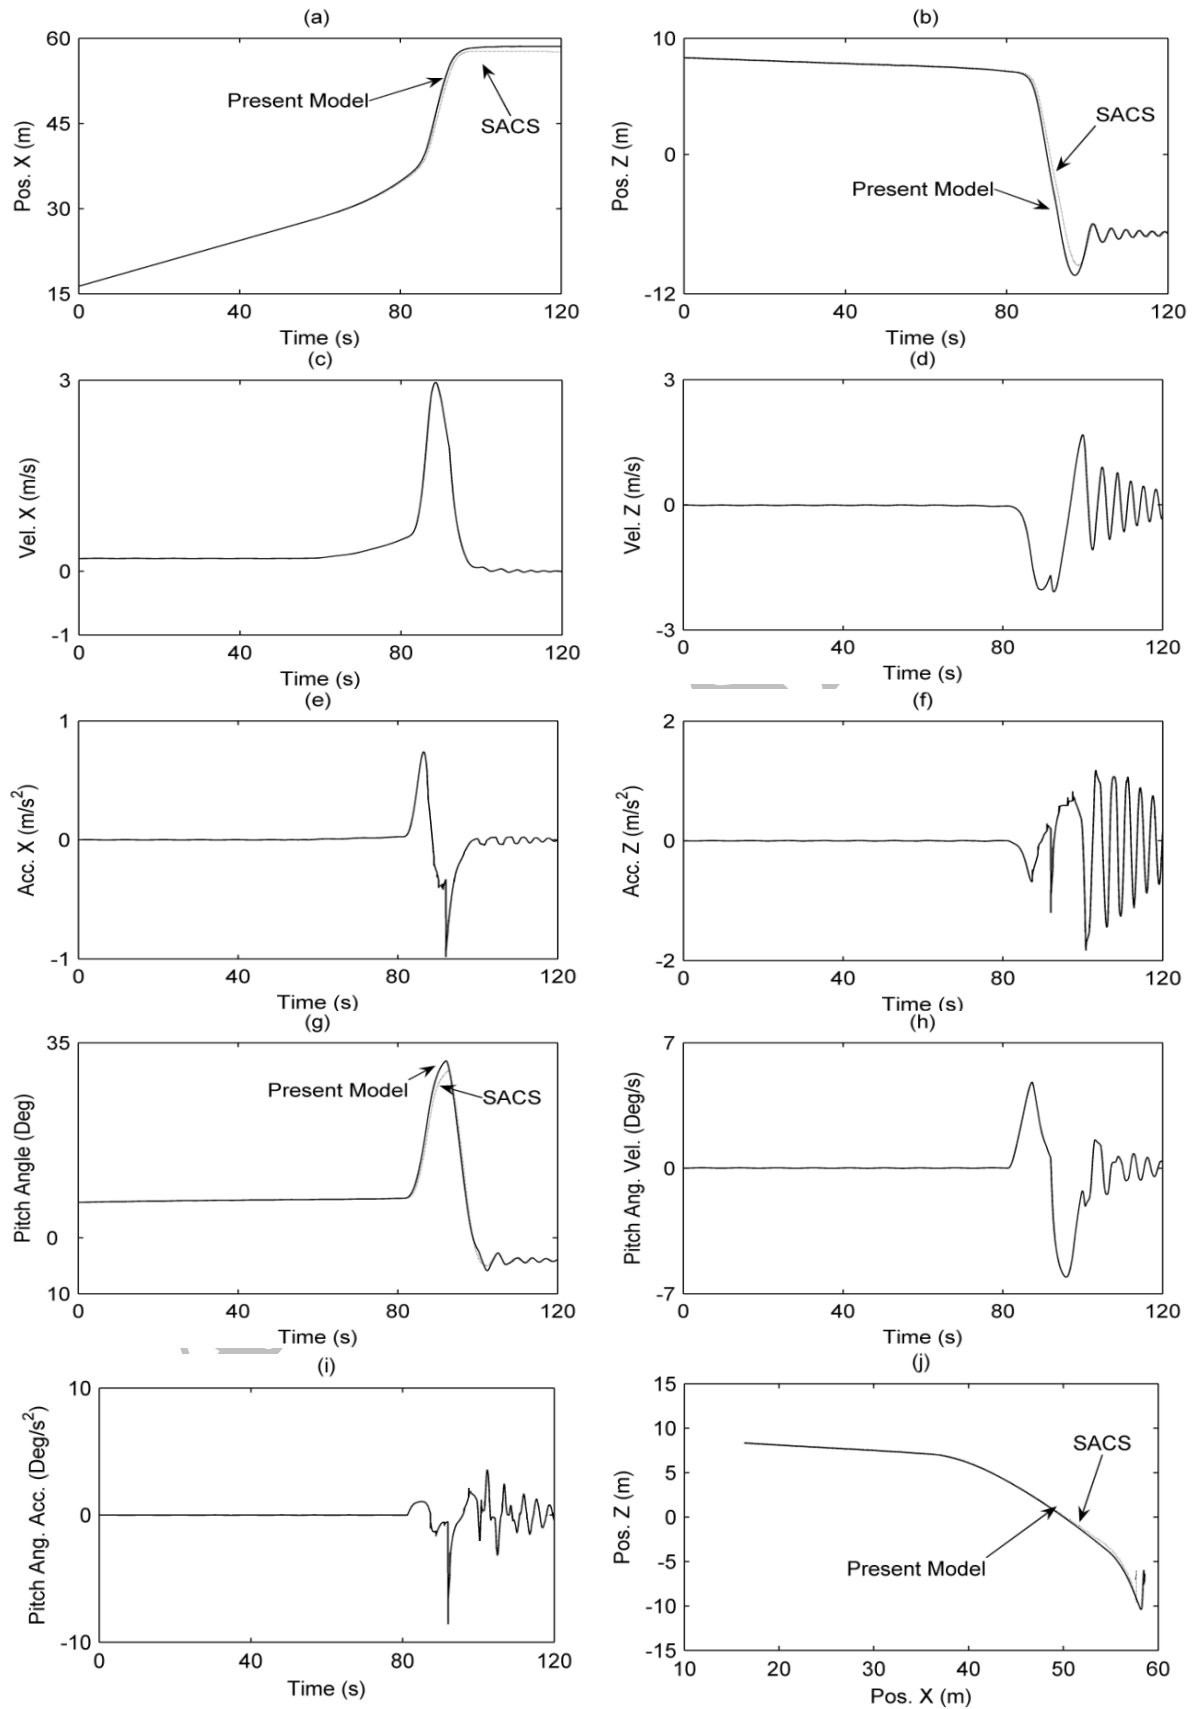 (a)
60
45
30
15
Pos. X (m)
Present Model
SACS
0
40
80
120
Time (s)
(b)
10
0
-12
Pos. Z (m)
SACS
Present Model
0
40
80
120
Time (s)
(c)
3
0
-1
Vel. X (m/s)
0
40
80
120
Time (s)
(d)
3
0
-3
Vel. Z (m/s)
0
40
80
120
Time (s)
(e)
1
0
-1
Acc. X (m/s²)
0
40
80
120
Time (s)
(f)
2
0
-2
Acc. Z (m/s²)
0
40
80
120
Time (s)
(g)
35
0
10
Pitch Angle (Deg)
Present Model
SACS
0
40
80
120
Time (s)
(h)
7
0
-7
Pitch Ang. Vel. (Deg/s)
0
40
80
120
Time (s)
(i)
10
0
-10
Pitch Ang. Acc. (Deg/s²)
0
40
80
120
Time (s)
(j)
15
10
5
0
-5
-10
-15
Pos. Z (m)
SACS
Present Model
10
20
30
40
50
60
Pos. X (m)